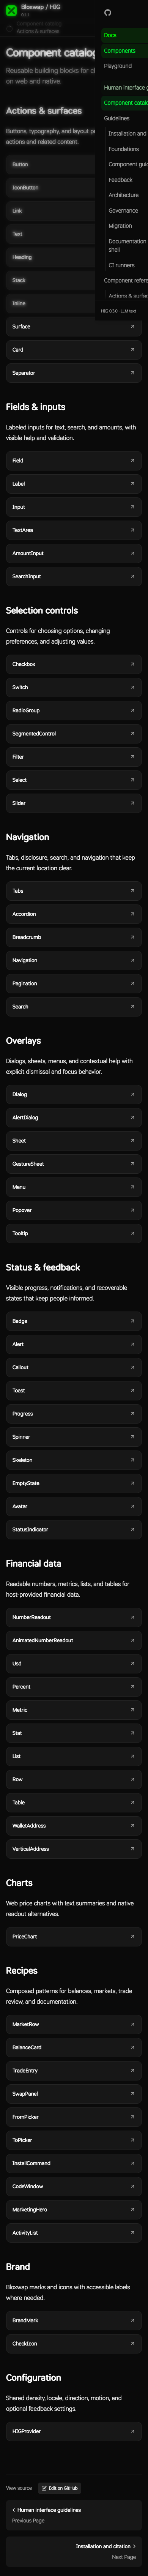 Bloxwap / HIG
Actions & surfaces
Component catalog
Reusable building blocks for
on web and native.
Actions & surfaces
Buttons, typography, and layout
actions and related content.
Button
IconButton
Link
Text
Heading
Stack
Inline
Surface
Card
Separator
Docs
Components
Playground
Human interface g
Component catalo
Guidelines
Installation and
Foundations
Component guid
Feedback
Architecture
Governance
Migration
Documentation
shell
CI runners
Component refere
Actions & surfac
Fields & inputs
Labeled inputs for text, search, and amounts, with
visible help and validation.
Field
Label
Input
TextArea
AmountInput
SearchInput
Selection controls
Controls for choosing options, changing
preferences, and adjusting values.
Checkbox
Switch
RadioGroup
SegmentedControl
Filter
Select
Slider
Navigation
Tabs, disclosure, search, and navigation that keep
the current location clear.
Tabs
Accordion
Breadcrumb
Navigation
Pagination
Search
Overlays
Dialogs, sheets, menus, and contextual help with
explicit dismissal and focus behavior.
Dialog
AlertDialog
Sheet
GestureSheet
Menu
Popover
Tooltip
Status & feedback
Visible progress, notifications, and recoverable
states that keep people informed.
Badge
Alert
Callout
Toast
Progress
Spinner
Skeleton
EmptyState
Avatar
StatusIndicator
Financial data
Readable numbers, metrics, lists, and tables for
host-provided financial data.
NumberReadout
AnimatedNumberReadout
Usd
Percent
Metric
Stat
List
Row
Table
WalletAddress
VerticalAddress
Charts
Web price charts with text summaries and native
readout alternatives.
PriceChart
Recipes
Composed patterns for balances, markets, trade
review, and documentation.
MarketRow
BalanceCard
TradeEntry
SwapPanel
FromPicker
ToPicker
InstallCommand
CodeWindow
MarketingHero
ActivityList
Brand
Bloxwap marks and icons with accessible labels
where needed.
BrandMark
CheckIcon
Configuration
Shared density, locale, direction, motion, and
optional feedback settings.
HIGProvider
View source
Edit on GitHub
Human interface guidelines
Previous Page
Installation and citation
Next Page